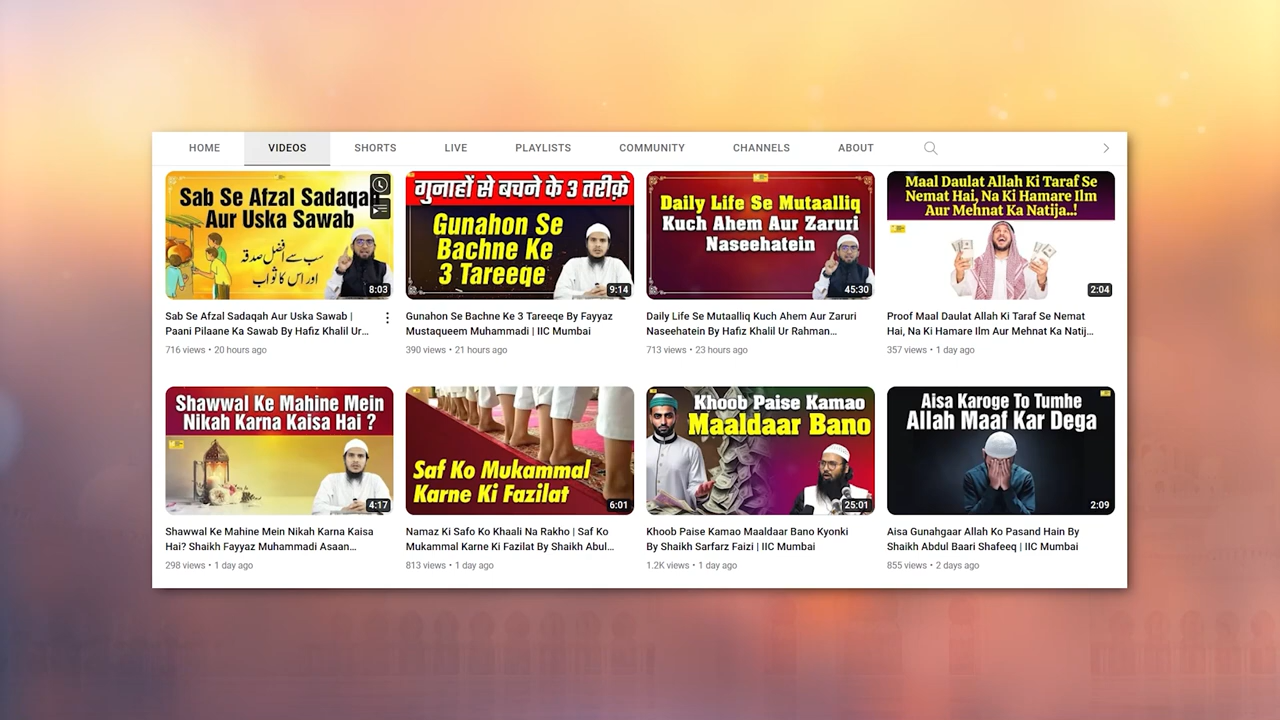 HOME VIDEOS SHORTS LIVE PLAYLISTS COMMUNITY CHANNELS ABOUT
Sab Se Afzal Sadaqah
Aur Uska Sawab
سب سے افضل صدقہ
اور اس کا ثواب
8:03
Sab Se Afzal Sadaqah Aur Uska Sawab |
Paani Pilaane Ka Sawab By Hafiz Khalil Ur...
716 views • 20 hours ago
गुनाहों से बचने के 3 तरीक़े
Gunahon Se
Bachne Ke
3 Tareeqe
9:14
Gunahon Se Bachne Ke 3 Tareeqe By Fayyaz
Mustaqueem Muhammadi | IIC Mumbai
390 views • 21 hours ago
Daily Life Se Mutaalliq
Kuch Ahem Aur Zaruri
Naseehatein
45:30
Daily Life Se Mutaalliq Kuch Ahem Aur Zaruri
Naseehatein By Hafiz Khalil Ur Rahman...
713 views • 23 hours ago
Maal Daulat Allah Ki Taraf Se
Nemat Hai, Na Ki Hamare Ilm
Aur Mehnat Ka Natija..!
2:04
Proof Maal Daulat Allah Ki Taraf Se Nemat
Hai, Na Ki Hamare Ilm Aur Mehnat Ka Natij...
357 views • 1 day ago
Shawwal Ke Mahine Mein
Nikah Karna Kaisa Hai ?
4:17
Shawwal Ke Mahine Mein Nikah Karna Kaisa
Hai? Shaikh Fayyaz Muhammadi Asaan...
298 views • 1 day ago
Saf Ko Mukammal
Karne Ki Fazilat
6:01
Namaz Ki Safo Ko Khaali Na Rakho | Saf Ko
Mukammal Karne Ki Fazilat By Shaikh Abul...
813 views • 1 day ago
Khoob Paise Kamao
Maaldaar Bano
25:01
Khoob Paise Kamao Maaldaar Bano Kyonki
By Shaikh Sarfarz Faizi | IIC Mumbai
1.2K views • 1 day ago
Aisa Karoge To Tumhe
Allah Maaf Kar Dega
2:09
Aisa Gunahgaar Allah Ko Pasand Hain By
Shaikh Abdul Baari Shafeeq | IIC Mumbai
855 views • 2 days ago